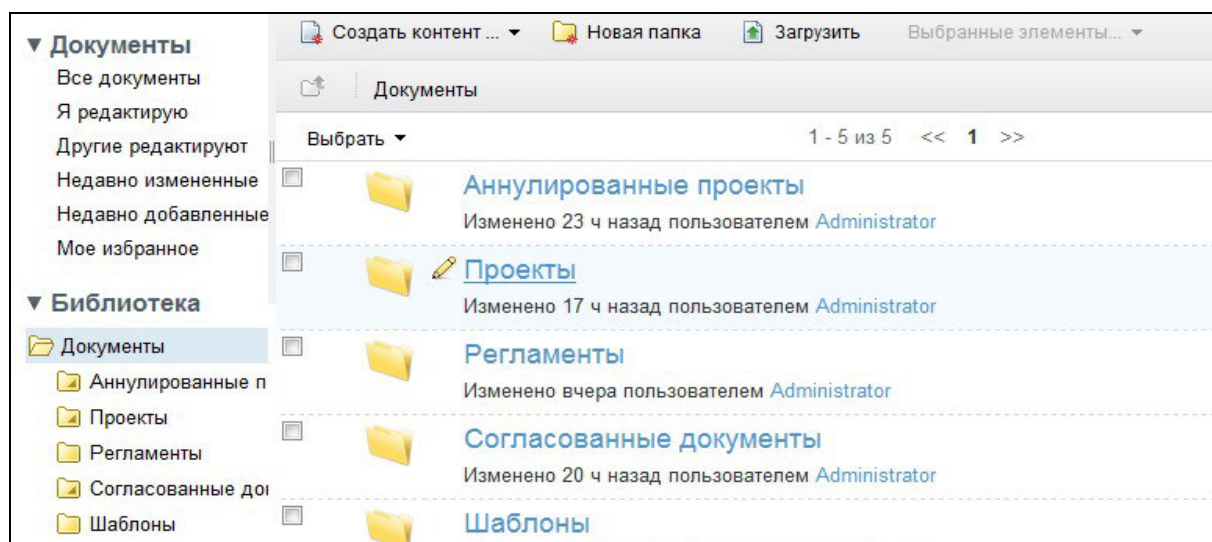 Документы
Все документы
Я редактирую
Другие редактируют
Недавно измененные
Недавно добавленные
Мое избранное
Библиотека
Документы
Аннулированные п
Проекты
Регламенты
Согласованные до
Шаблоны
Создать контент ... Новая папка Загрузить Выбранные элементы...
Документы
Выбрать 1 - 5 из 5 << 1 >>
Аннулированные проекты
Изменено 23 ч назад пользователем Administrator
Проекты
Изменено 17 ч назад пользователем Administrator
Регламенты
Изменено вчера пользователем Administrator
Согласованные документы
Изменено 20 ч назад пользователем Administrator
Шаблоны